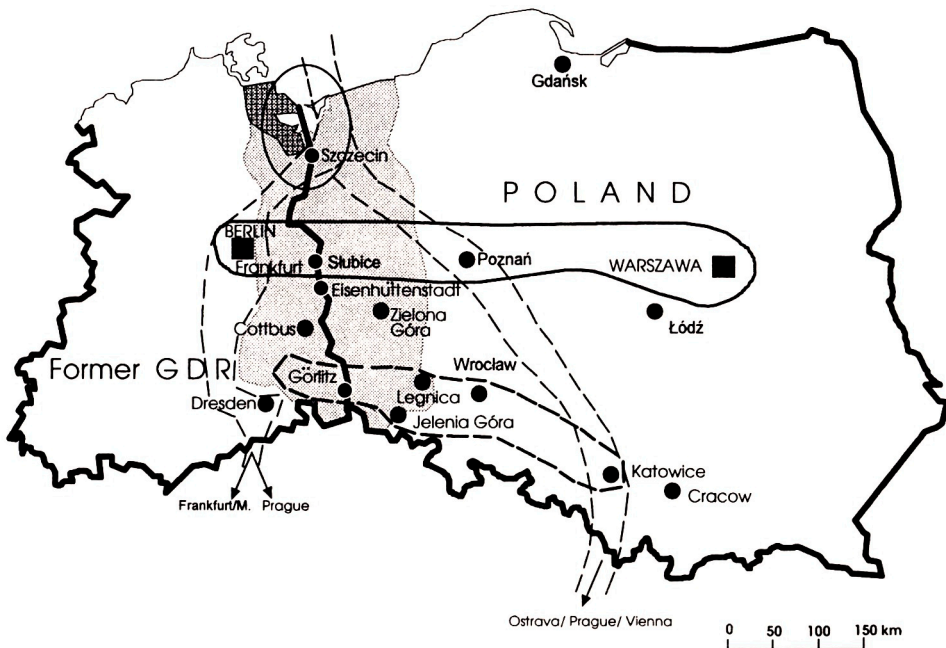 Gdańsk
Szczecin
POLAND
BERLIN
Frankfurt
Słubice
Poznań
WARSZAWA
Eisenhüttenstadt
Zielona
Góra
Cottbus
Łódź
Former GDR
Görlitz
Wrocław
Legnica
Dresden
Jelenia Góra
Katowice
Cracow
Frankfurt/M. Prague
Ostrava/ Prague/ Vienna
0 50 100 150 km